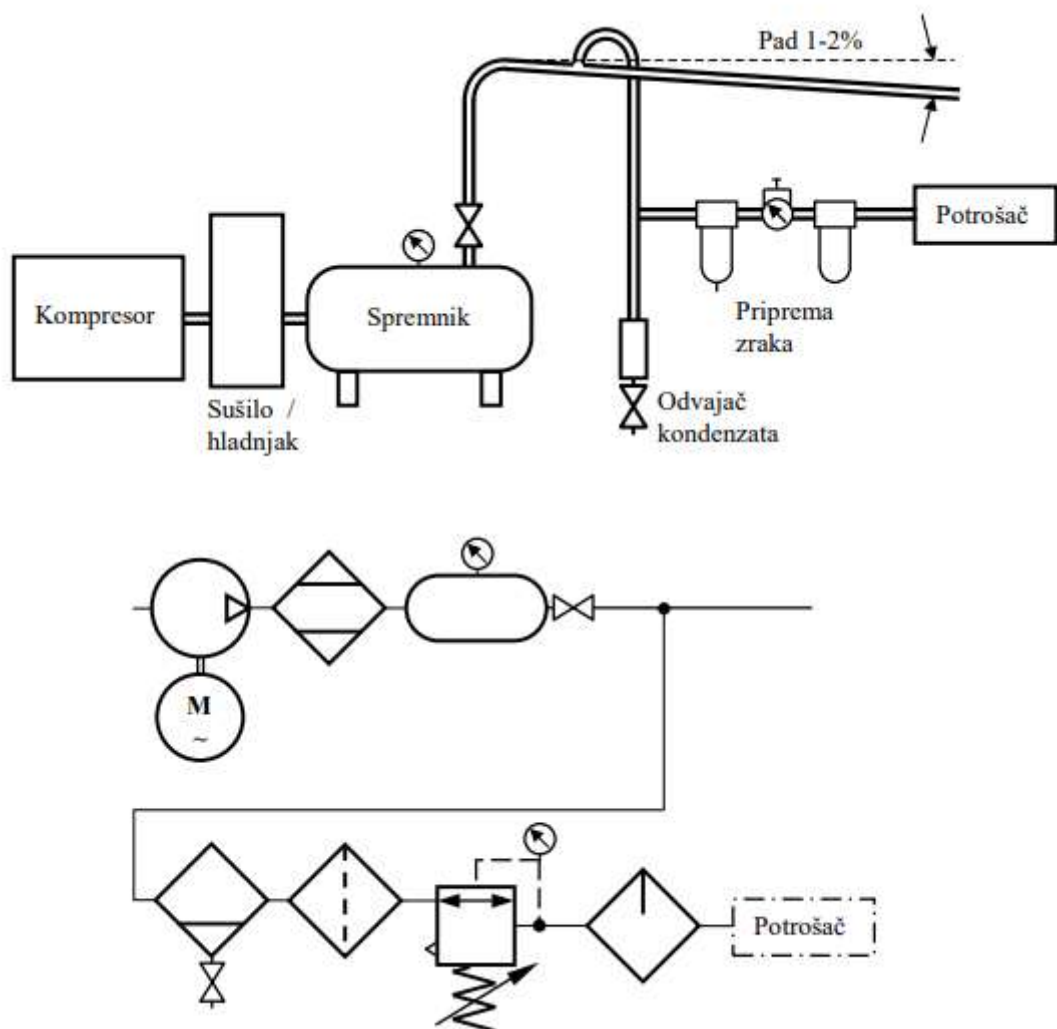 Pad 1-2%
Potrošač
Kompresor
Spremnik
Priprema
zraka
Sušilo /
hladnjak
Odvajač
kondenzata
M
~
Potrošač